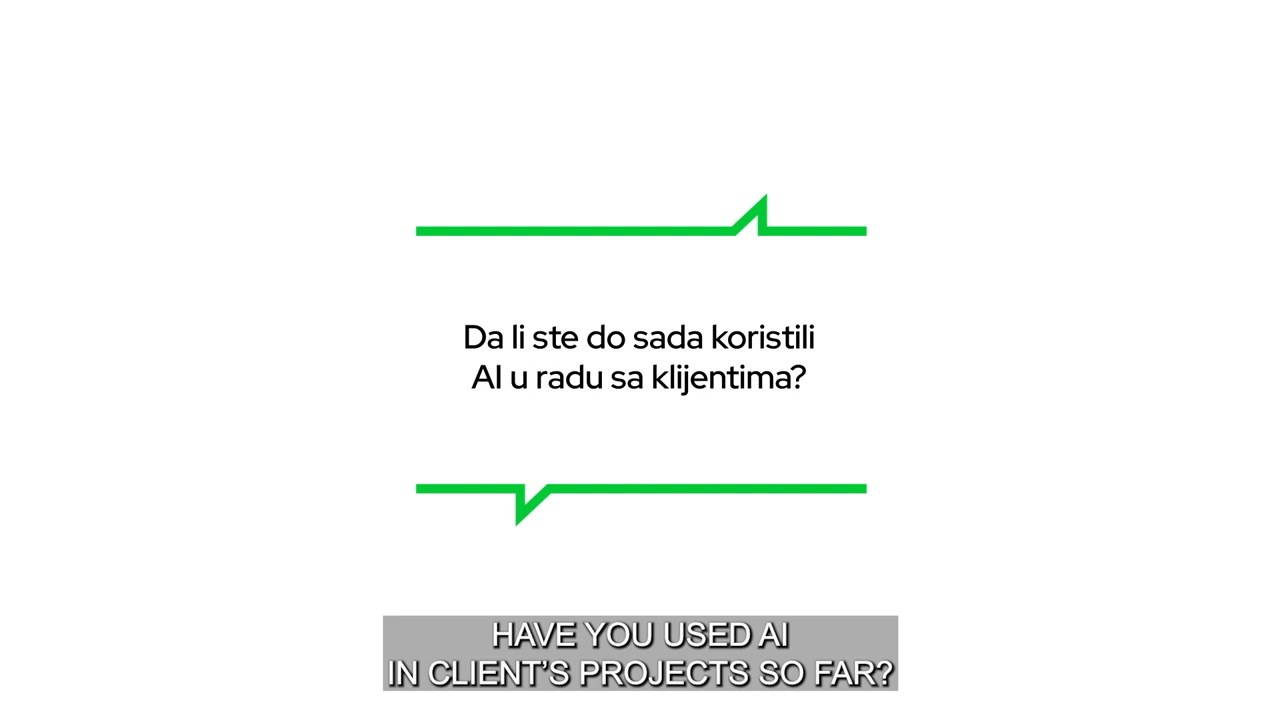 Da li ste do sada koristili
AI u radu sa klijentima?
HAVE YOU USED AI
IN CLIENT'S PROJECTS SO FAR?